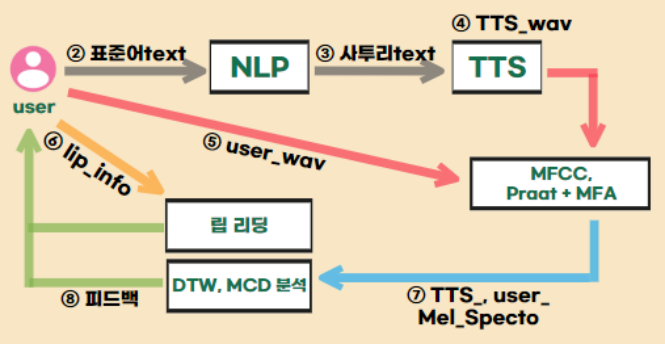 ② 표준어text
③ 사투리text
④ TTS_wav
NLP
TTS
user
⑤ user_wav
⑥ lip_info
MFCC,
Praat + MFA
립 리딩
DTW, MCD 분석
⑧ 피드백
⑦ TTS_, user_
Mel_Specto